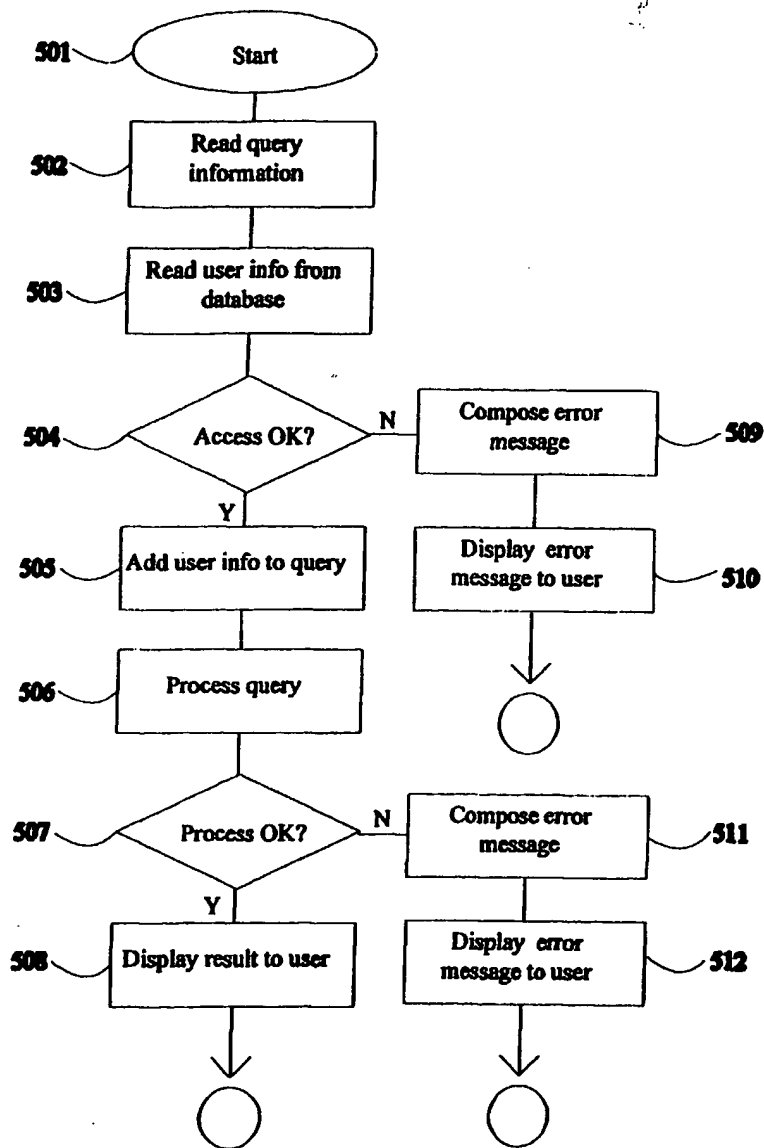 501
Start
502
Read query
information
503
Read user info from
database
504
Access OK?
N
Compose error
message
509
Y
505
Add user info to query
Display error
message to user
510
506
Process query
507
Process OK?
N
Compose error
message
511
Y
508
Display result to user
Display error
message to user
512